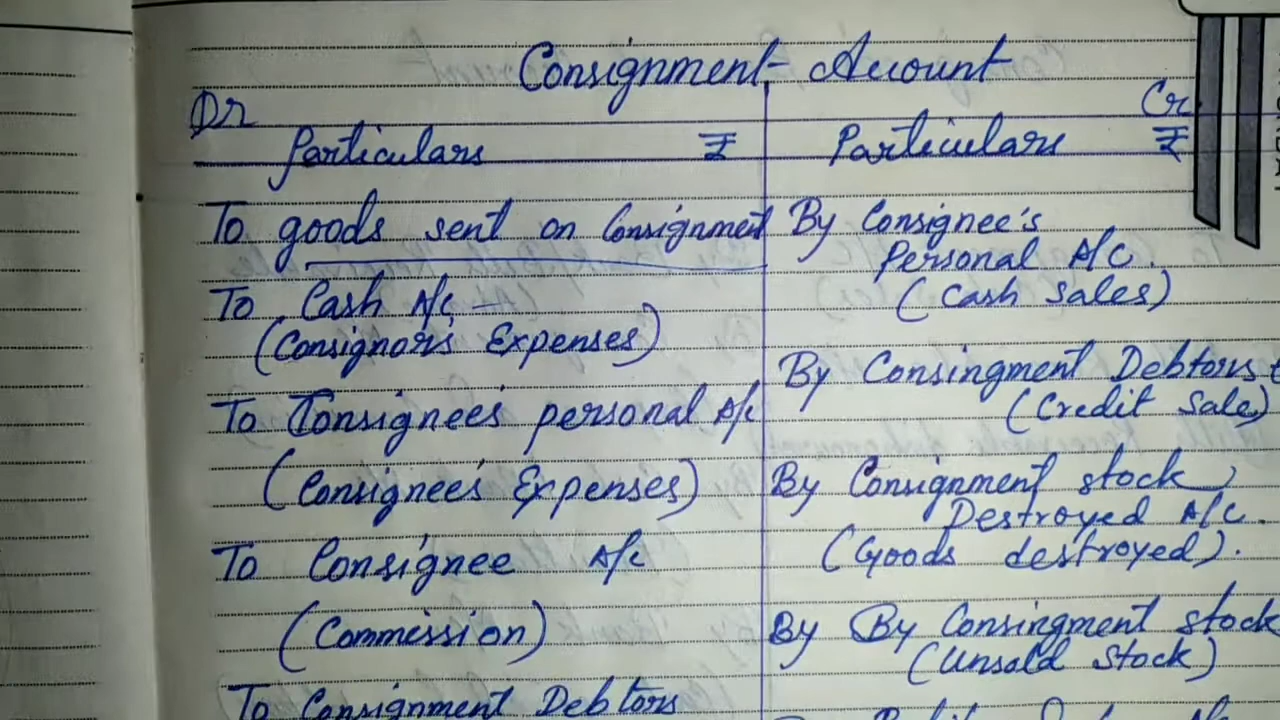 Consignment Account
Dr
Cr
Particulars ₹
Particulars ₹
To goods sent on Consignment
To Cash A/c
(Consignor's Expenses)
To Consignee's personal A/c
(Consignee's Expenses)
To Consignee A/c
(Commission)
To Consignment Debtors
By Consignee's
Personal A/c.
(Cash Sales)
By Consingment Debtors
(Credit Sale)
By Consignment stock
Destroyed A/c.
(Goods destroyed).
By By Consingment stock
(Unsold Stock)